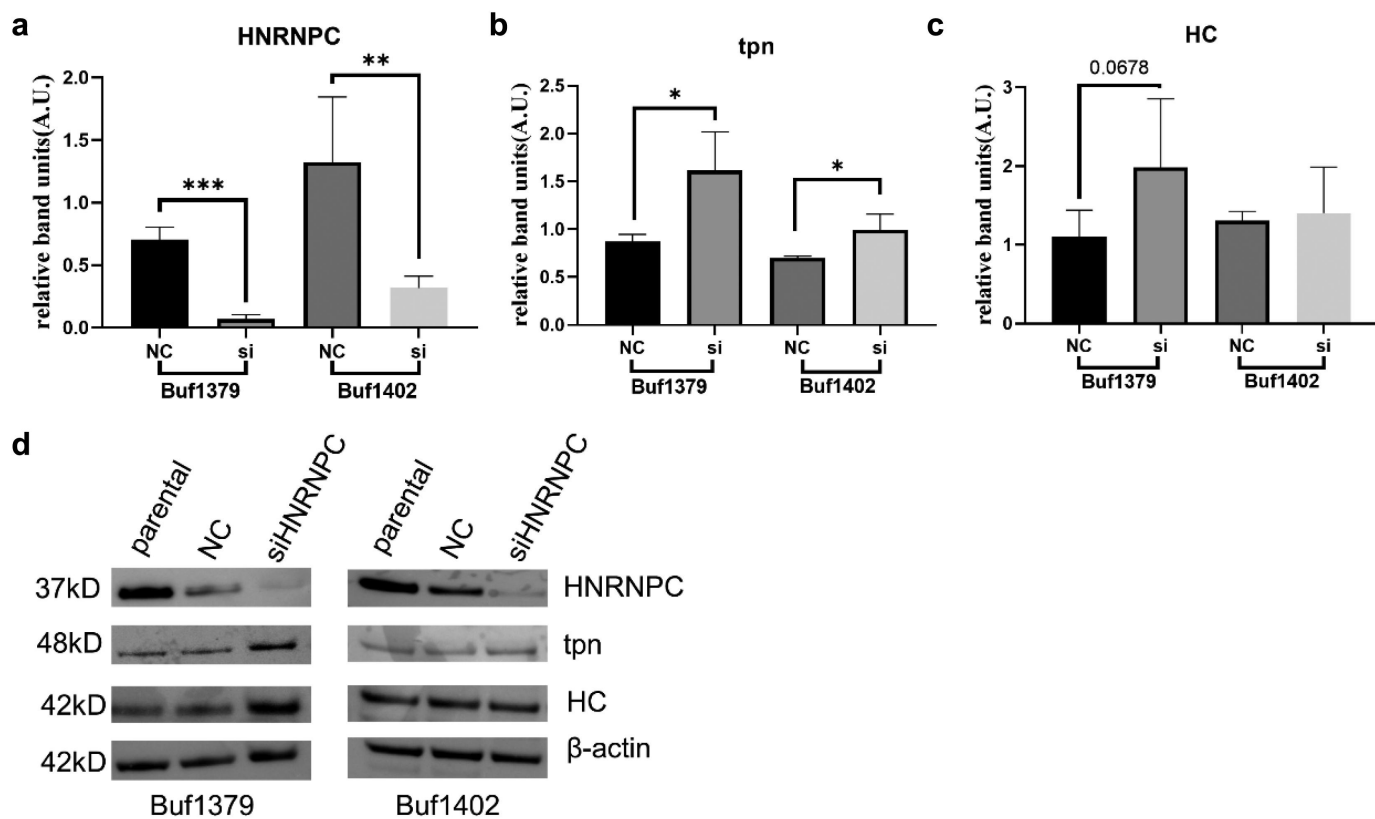 a
HNRNPC
relative band units(A.U.)
2.0
1.5
1.0
0.5
0.0
***
**
NC si NC si
Buf1379 Buf1402
b
tpn
relative band units(A.U.)
2.5
2.0
1.5
1.0
0.5
0.0
*
*
NC si NC si
Buf1379 Buf1402
c
HC
relative band units(A.U.)
3
2
1
0
0.0678
NC si NC si
Buf1379 Buf1402
d
parental NC siHNRNPC parental NC siHNRNPC
37kD HNRNPC
48kD tpn
42kD HC
42kD β-actin
Buf1379 Buf1402